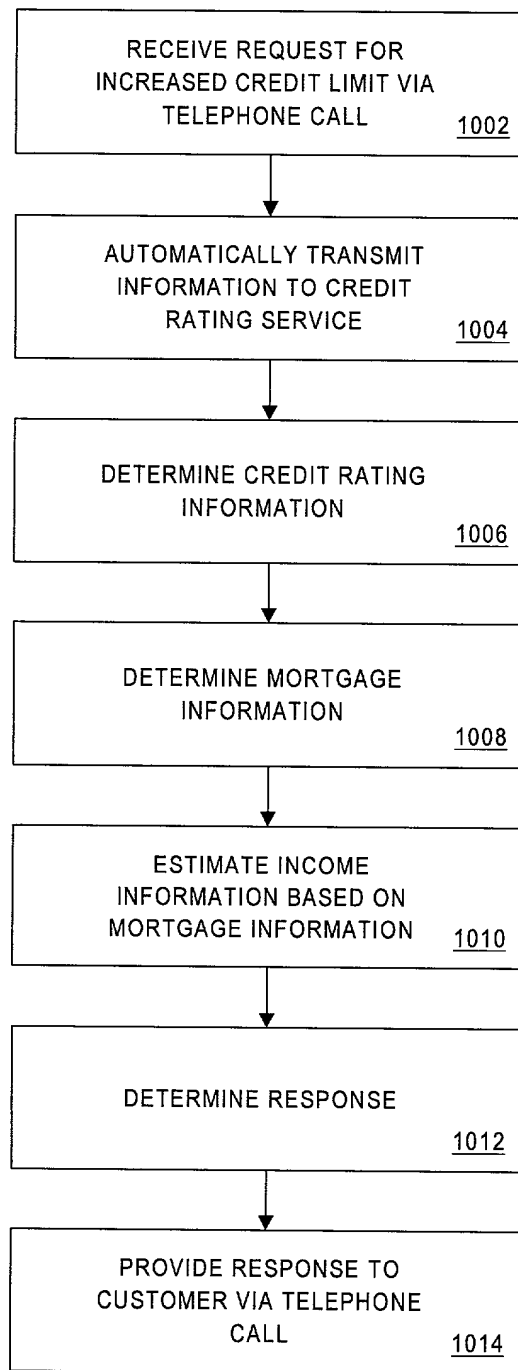 RECEIVE REQUEST FOR
INCREASED CREDIT LIMIT VIA
TELEPHONE CALL
1002
AUTOMATICALLY TRANSMIT
INFORMATION TO CREDIT
RATING SERVICE
1004
DETERMINE CREDIT RATING
INFORMATION
1006
DETERMINE MORTGAGE
INFORMATION
1008
ESTIMATE INCOME
INFORMATION BASED ON
MORTGAGE INFORMATION
1010
DETERMINE RESPONSE
1012
PROVIDE RESPONSE TO
CUSTOMER VIA TELEPHONE
CALL
1014